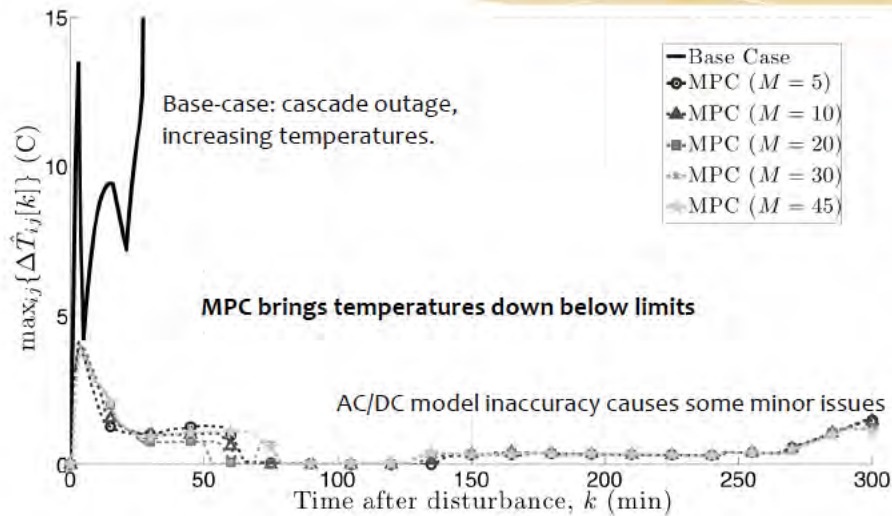 15
Base Case
MPC (M = 5)
MPC (M = 10)
MPC (M = 20)
MPC (M = 30)
MPC (M = 45)
Base-case: cascade outage,
increasing temperatures.
10
max_{ij}{ΔT̂_{ij}[k]} (C)
MPC brings temperatures down below limits
5
AC/DC model inaccuracy causes some minor issues
0
0 50 100 150 200 250 300
Time after disturbance, k (min)